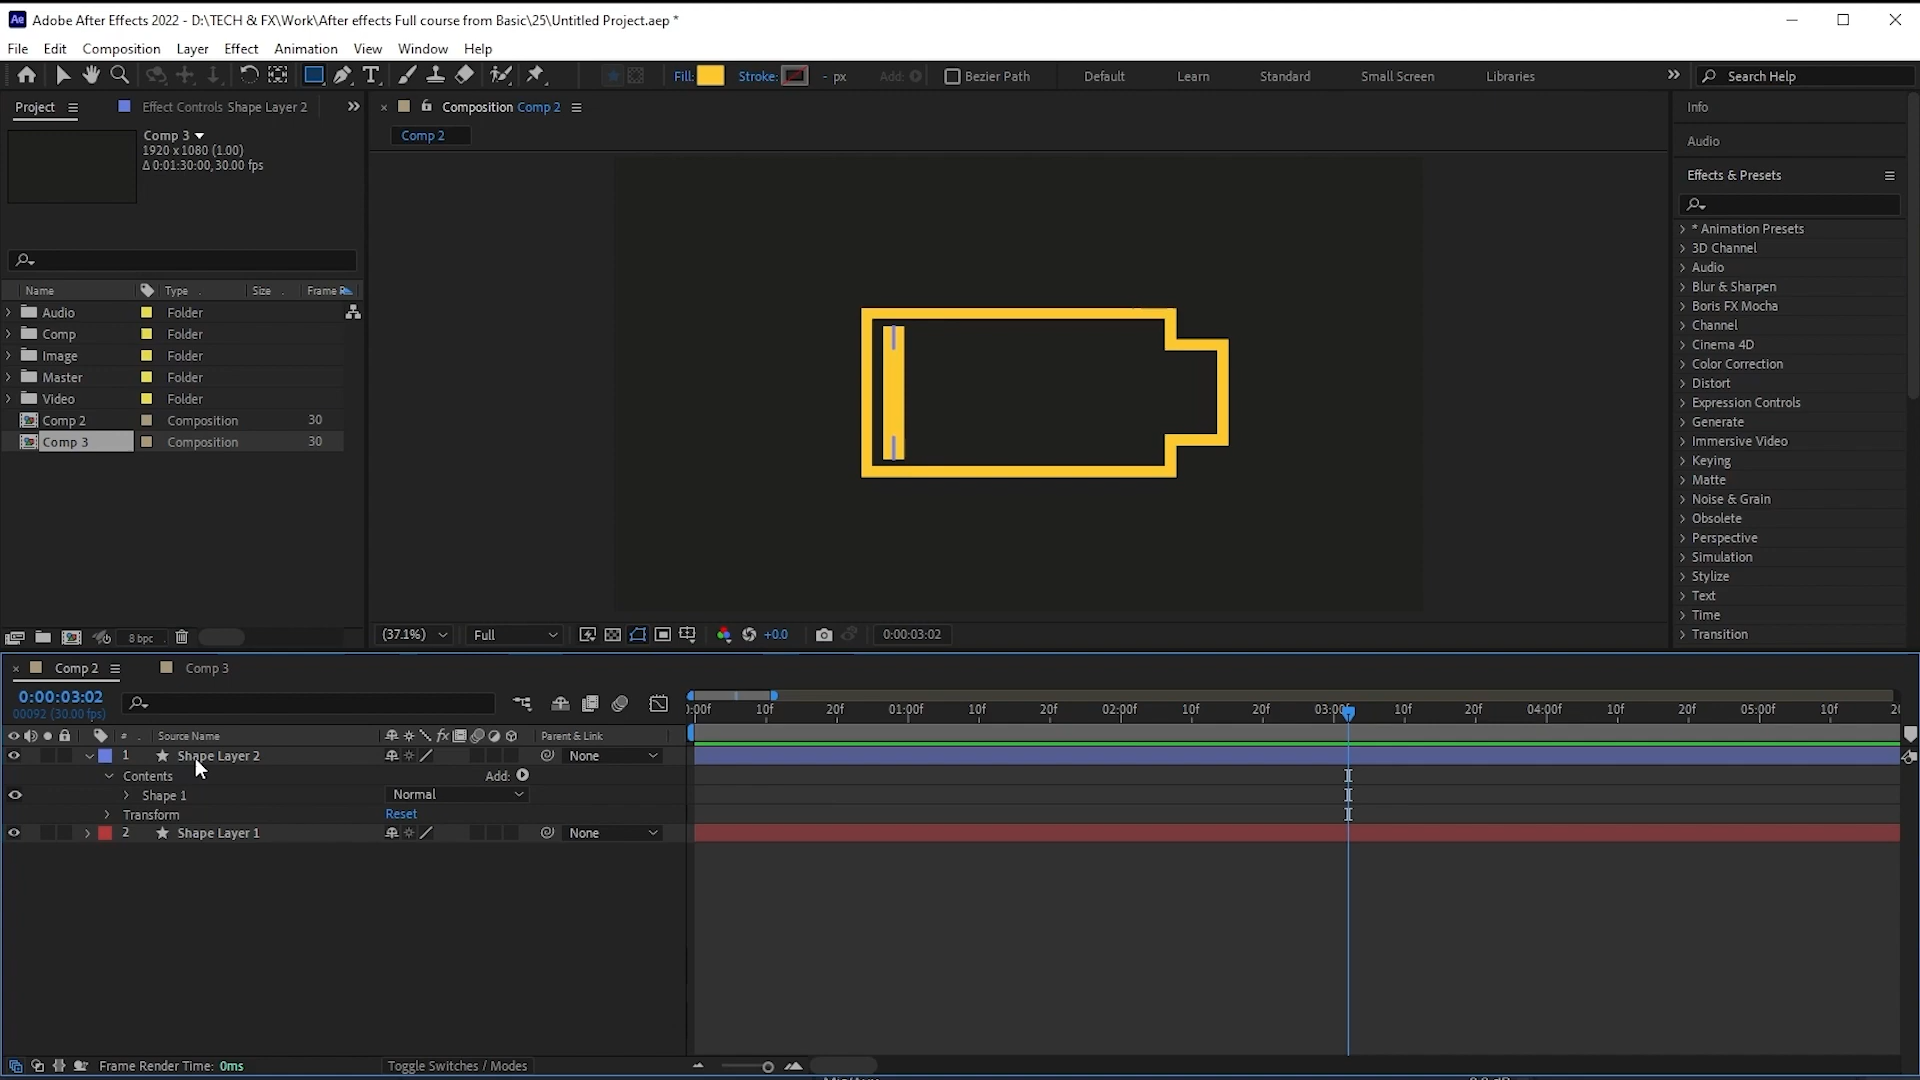 Adobe After Effects 2022 - D:\TECH & FX\Work\After effects Full course from Basic\25\Untitled Project.aep *
File Edit Composition Layer Effect Animation View Window Help
Fill: Stroke: - px Add: Bezier Path Default Learn Standard Small Screen Libraries Search Help
Project Effect Controls Shape Layer 2
Composition Comp 2
Comp 2
Comp 3
1920 x 1080 (1.00)
Δ 0:01:30:00, 30.00 fps
Name Type Size Frame R
Audio Folder
Comp Folder
Image Folder
Master Folder
Video Folder
Comp 2 Composition 30
Comp 3 Composition 30
8 bpc
(37.1%) Full +0.0 0:00:03:02
Info
Audio
Effects & Presets
* Animation Presets
3D Channel
Audio
Blur & Sharpen
Boris FX Mocha
Channel
Cinema 4D
Color Correction
Distort
Expression Controls
Generate
Immersive Video
Keying
Matte
Noise & Grain
Obsolete
Perspective
Simulation
Stylize
Text
Time
Transition
Comp 2 Comp 3
0:00:03:02
00092 (30.00 fps)
):00f 10f 20f 01:00f 10f 20f 02:00f 10f 20f 03:00f 10f 20f 04:00f 10f 20f 05:00f 10f 20
# Source Name fx Parent & Link
1 Shape Layer 2 None
Contents Add:
Shape 1 Normal
Transform Reset
2 Shape Layer 1 None
Frame Render Time: 0ms Toggle Switches / Modes